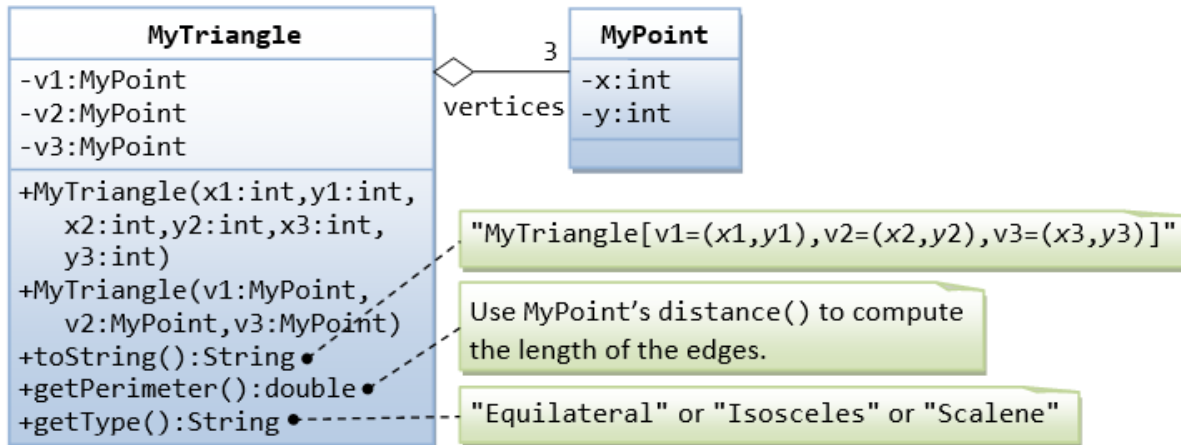 MyTriangle
-v1:MyPoint
-v2:MyPoint
-v3:MyPoint
+MyTriangle(x1:int,y1:int,
x2:int,y2:int,x3:int,
y3:int)
+MyTriangle(v1:MyPoint,
v2:MyPoint,v3:MyPoint)
+toString():String
+getPerimeter():double
+getType():String
vertices
3
MyPoint
-x:int
-y:int
"MyTriangle[v1=(x1,y1),v2=(x2,y2),v3=(x3,y3)]"
Use MyPoint’s distance() to compute
the length of the edges.
"Equilateral" or "Isosceles" or "Scalene"